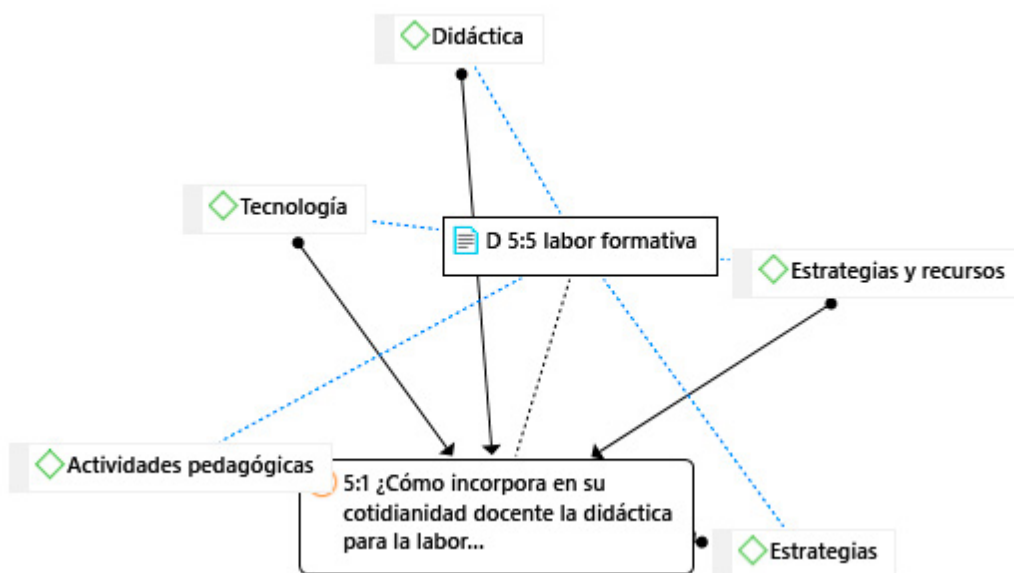 Didáctica
Tecnología
D 5:5 labor formativa
Estrategias y recursos
Actividades pedagógicas
5:1 ¿Cómo incorpora en su
cotidianidad docente la didáctica
para la labor...
Estrategias